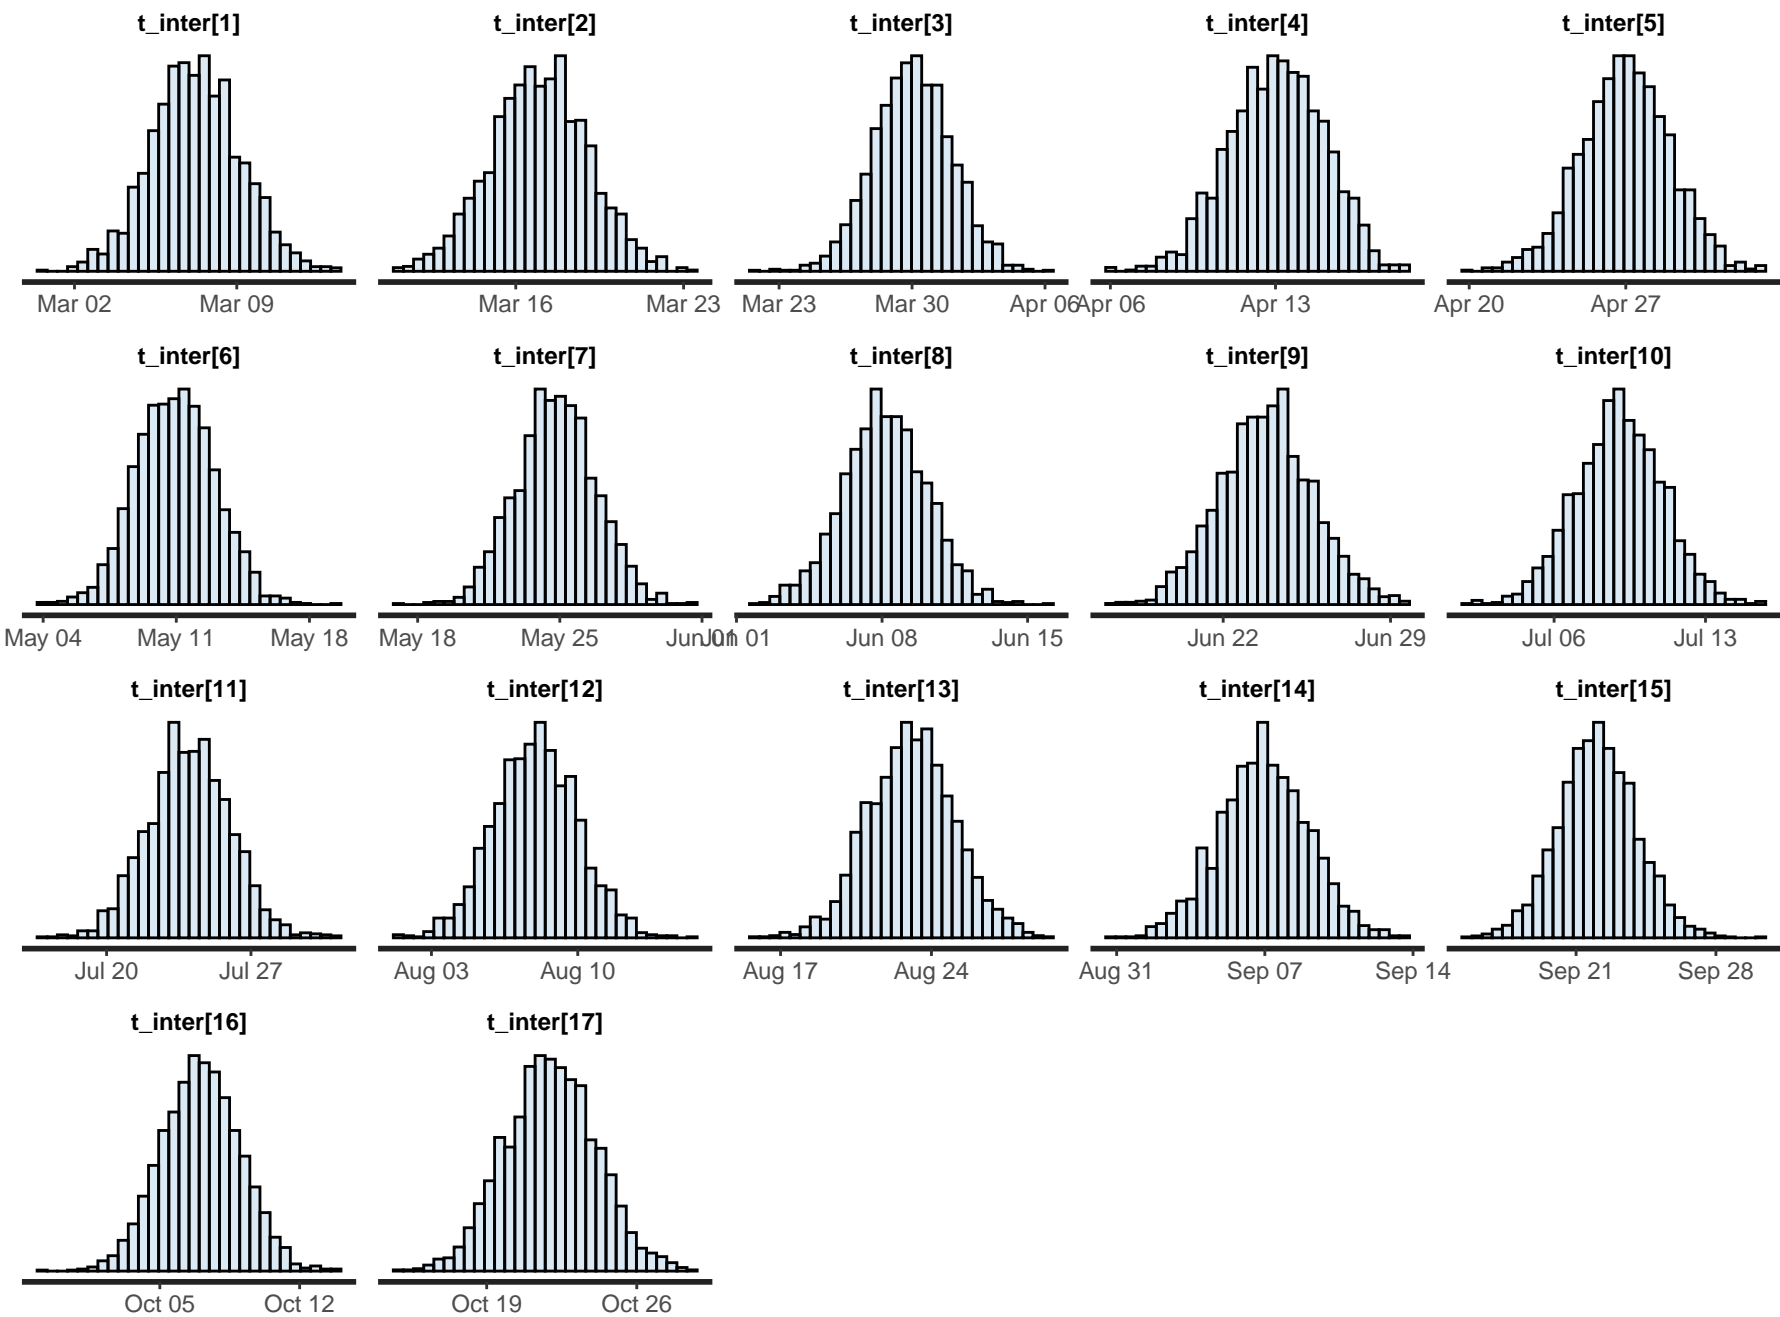 t_inter[1] t_inter[2] t_inter[3] t_inter[4] t_inter[5]
Mar 02 Mar 09 Mar 16 Mar 23 Mar 23 Mar 30 Apr 06 Apr 06 Apr 13 Apr 20 Apr 27
t_inter[6] t_inter[7] t_inter[8] t_inter[9] t_inter[10]
May 04 May 11 May 18 May 18 May 25 Jun 01 Jun 01 Jun 08 Jun 15 Jun 22 Jun 29 Jul 06 Jul 13
t_inter[11] t_inter[12] t_inter[13] t_inter[14] t_inter[15]
Jul 20 Jul 27 Aug 03 Aug 10 Aug 17 Aug 24 Aug 31 Sep 07 Sep 14 Sep 21 Sep 28
t_inter[16] t_inter[17]
Oct 05 Oct 12 Oct 19 Oct 26